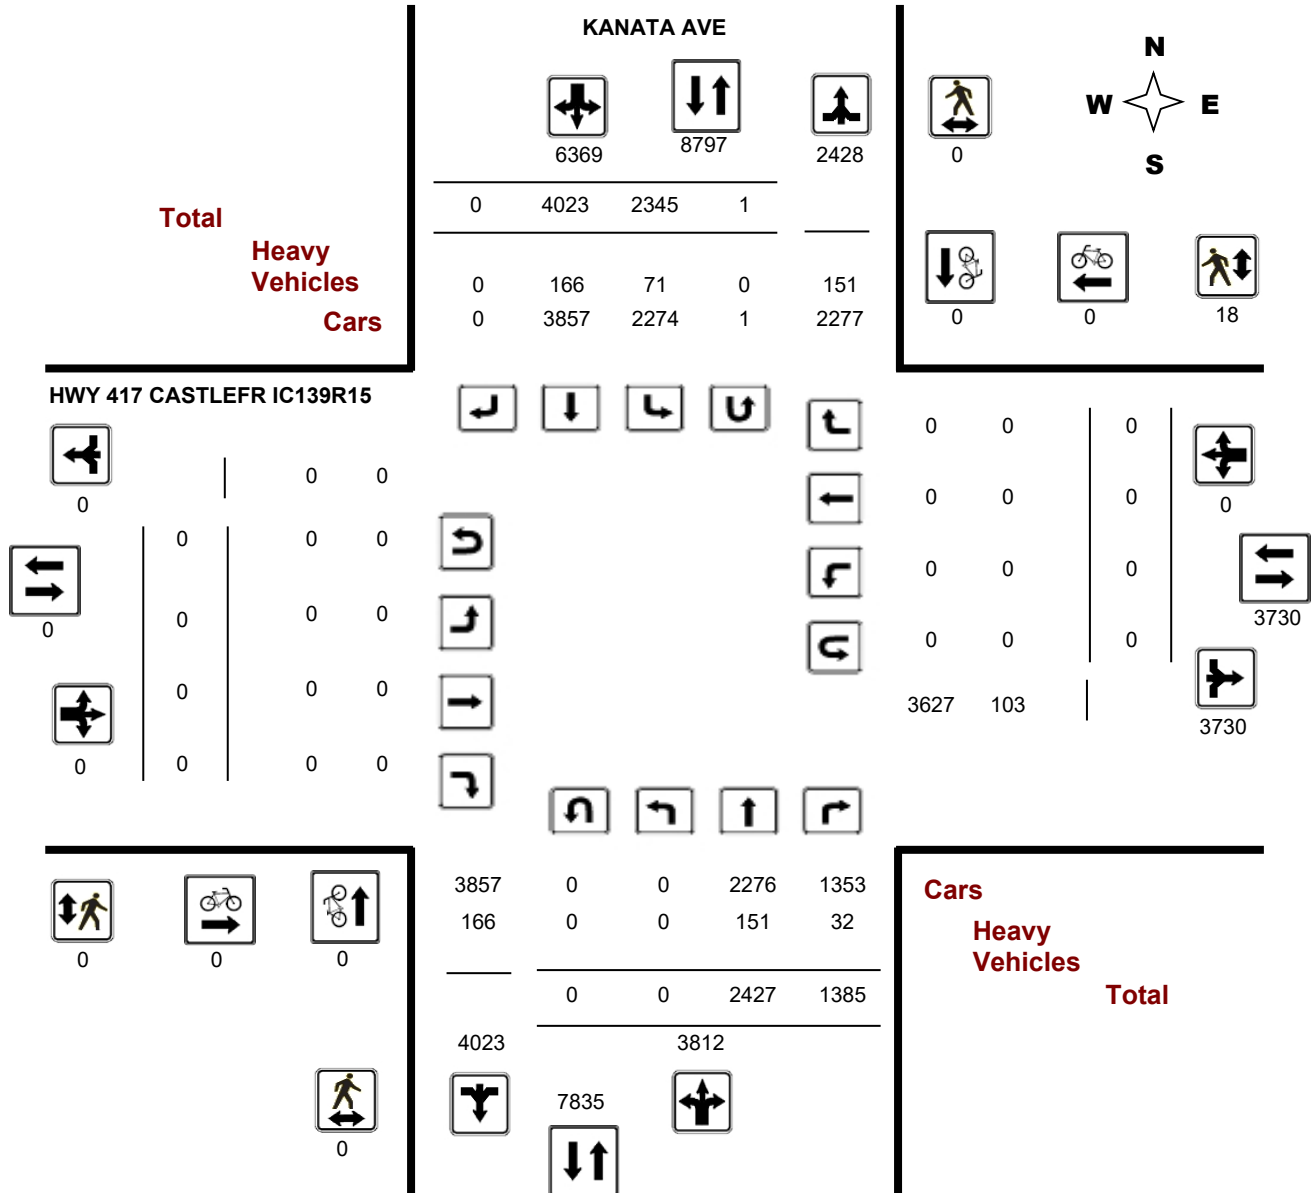 KANATA AVE
N
W E
S
6369 8797 2428 0
0 4023 2345 1
Total
Heavy
Vehicles
0 166 71 0 151
Cars
0 3857 2274 1 2277
0 0 18
HWY 417 CASTLEFR IC139R15
0 0 0
0 0
0
0 0 0 0
0 0 0
0
0 0 0
0 0 0
3730
0
0 0 0
0 0 0
3627 103
3730
0
0 0 0
3857 0 0 2276 1353
166 0 0 151 32
0 0 0
0 0 2427 1385
4023 3812
7835
0
Cars
Heavy
Vehicles
Total